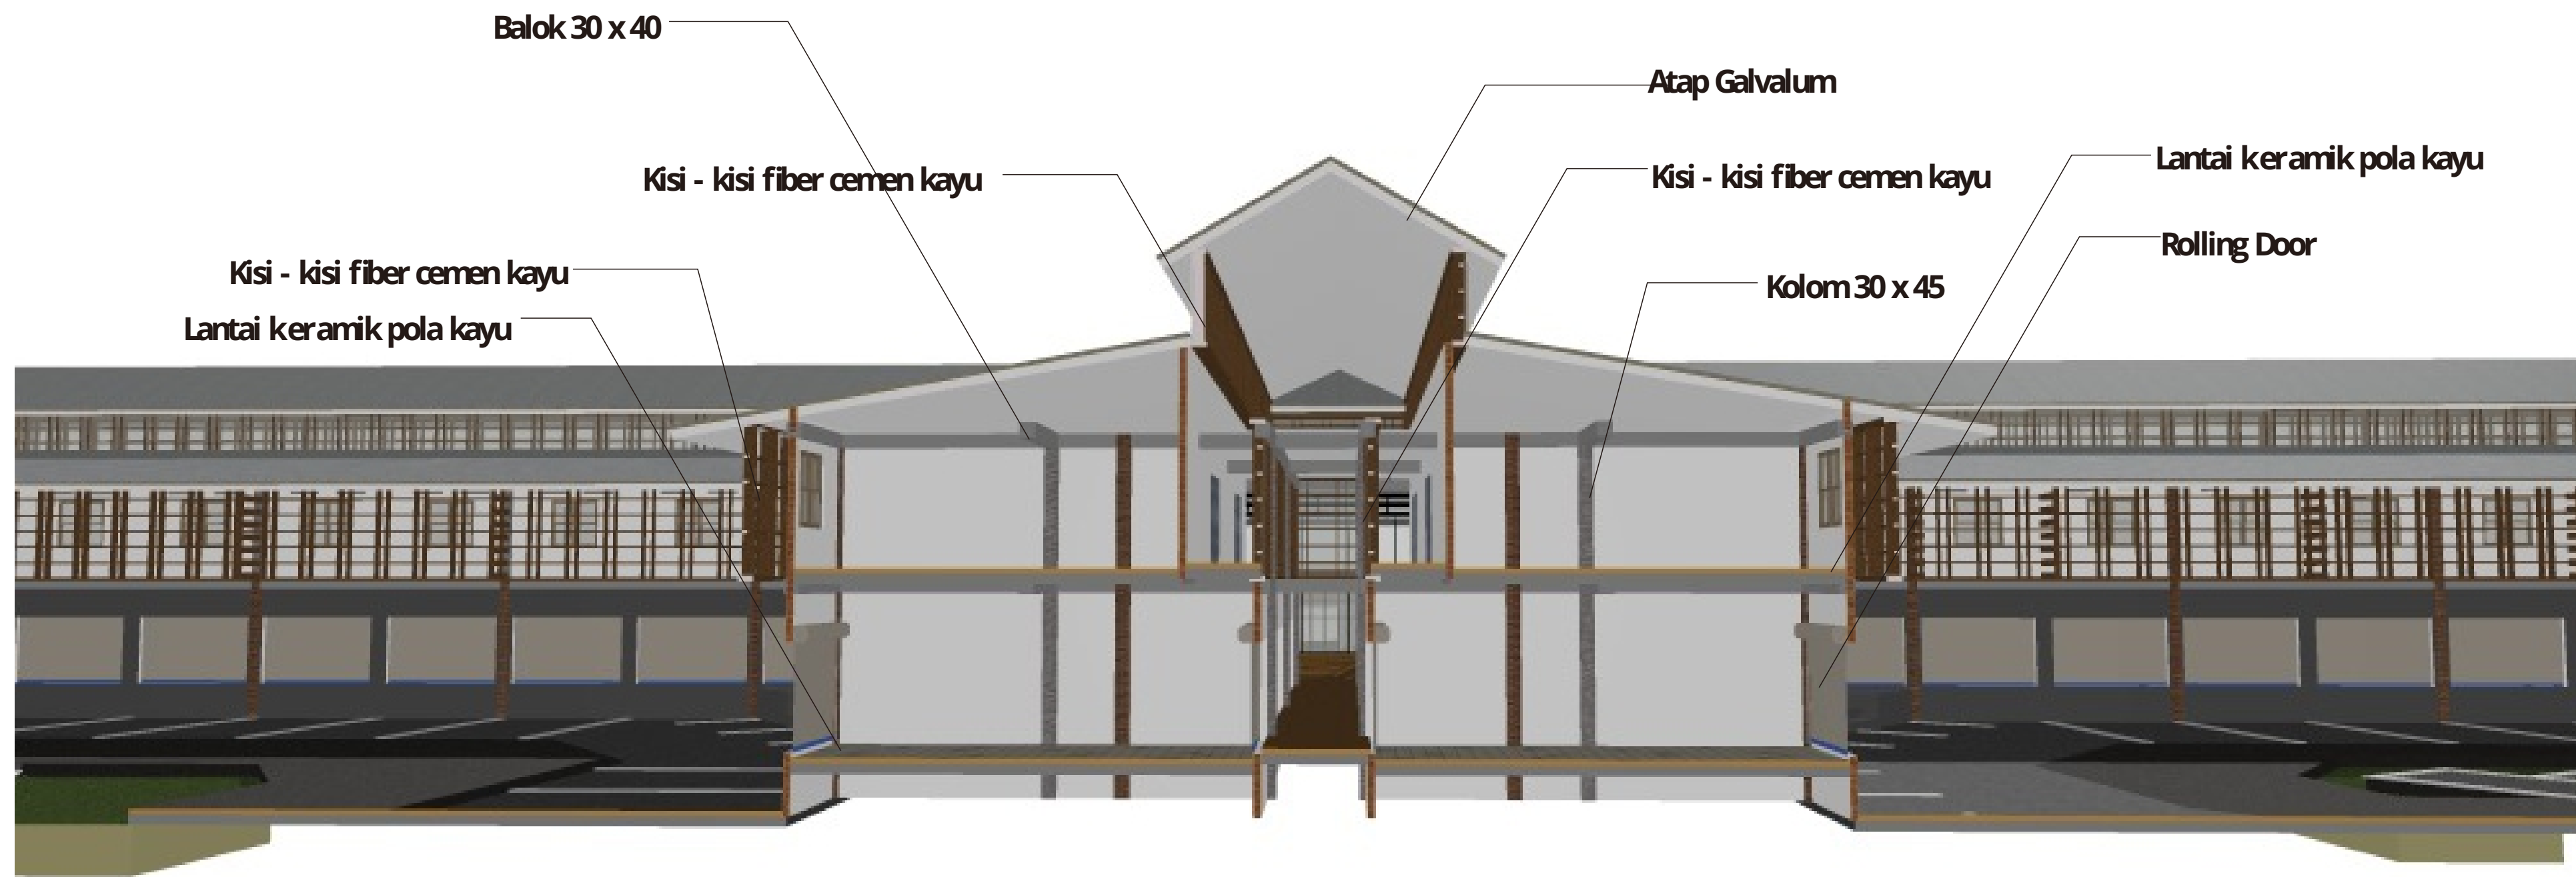 Balok 30 x 40
Atap Galvalum
Lantai keramik pola kayu
Kisi - kisi fiber cemen kayu
Kisi - kisi fiber cemen kayu
Rolling Door
Kisi - kisi fiber cemen kayu
Kolom 30 x 45
Lantai keramik pola kayu